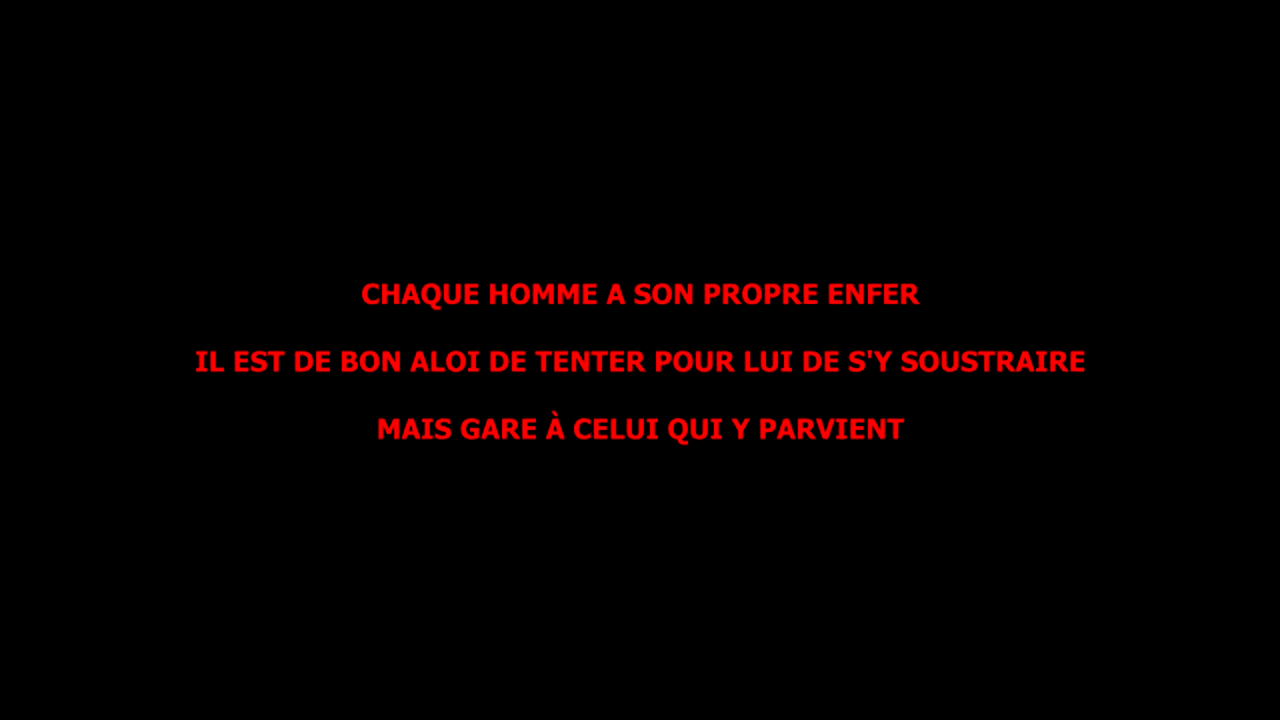 CHAQUE HOMME A SON PROPRE ENFER
IL EST DE BON ALOI DE TENTER POUR LUI DE S'Y SOUSTRAIRE
MAIS GARE À CELUI QUI Y PARVIENT